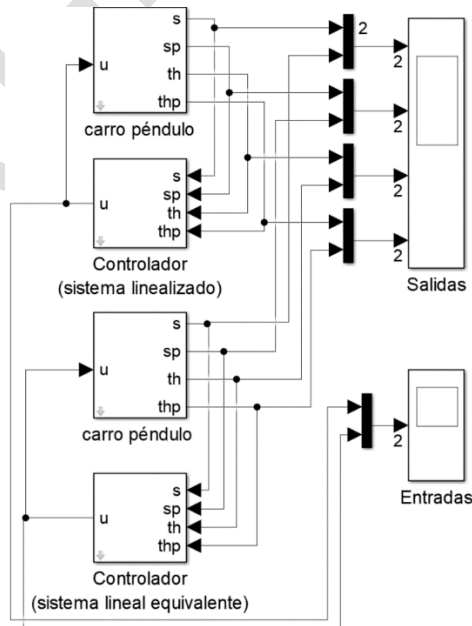 s
sp
u
th
thp
carro péndulo
s
sp
u
th
thp
Controlador
(sistema linealizado)
s
sp
u
th
thp
carro péndulo
s
sp
u
th
thp
Controlador
(sistema lineal equivalente)
2
2
2
2
2
Salidas
2
Entradas